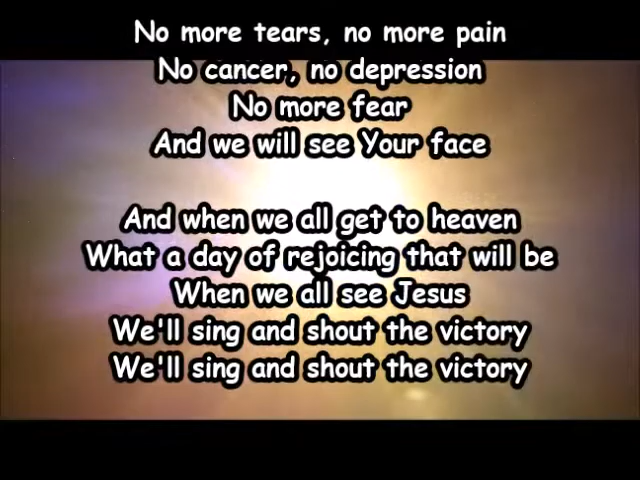 No more tears, no more pain
No cancer, no depression
No more fear
And we will see Your face
And when we all get to heaven
What a day of rejoicing that will be
When we all see Jesus
We'll sing and shout the victory
We'll sing and shout the victory